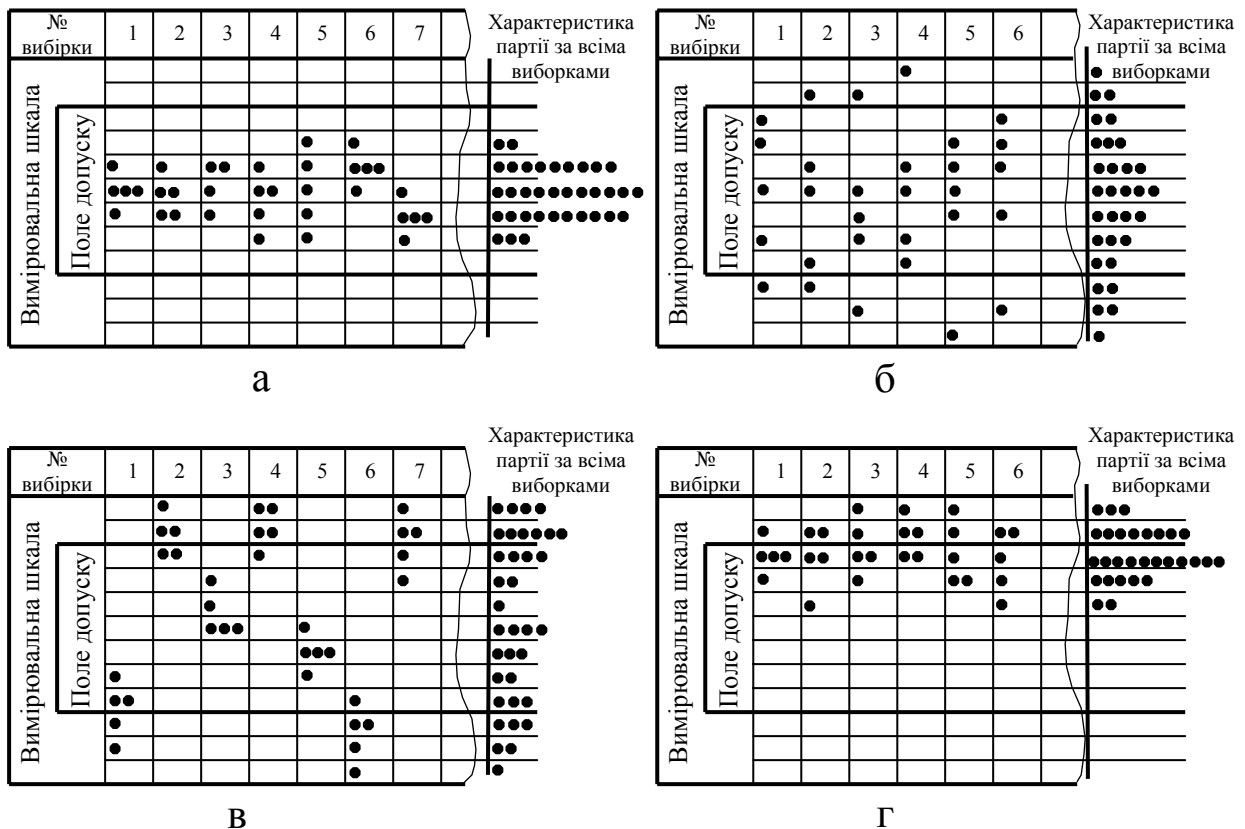 №
вибірки
1 2 3 4 5 6 7
Характеристика
партії за всіма
виборками
Вимірювальна шкала
Поле допуску
а
№
вибірки
1 2 3 4 5 6
Характеристика
партії за всіма
виборками
Вимірювальна шкала
Поле допуску
б
№
вибірки
1 2 3 4 5 6 7
Характеристика
партії за всіма
виборками
Вимірювальна шкала
Поле допуску
в
№
вибірки
1 2 3 4 5 6
Характеристика
партії за всіма
виборками
Вимірювальна шкала
Поле допуску
г